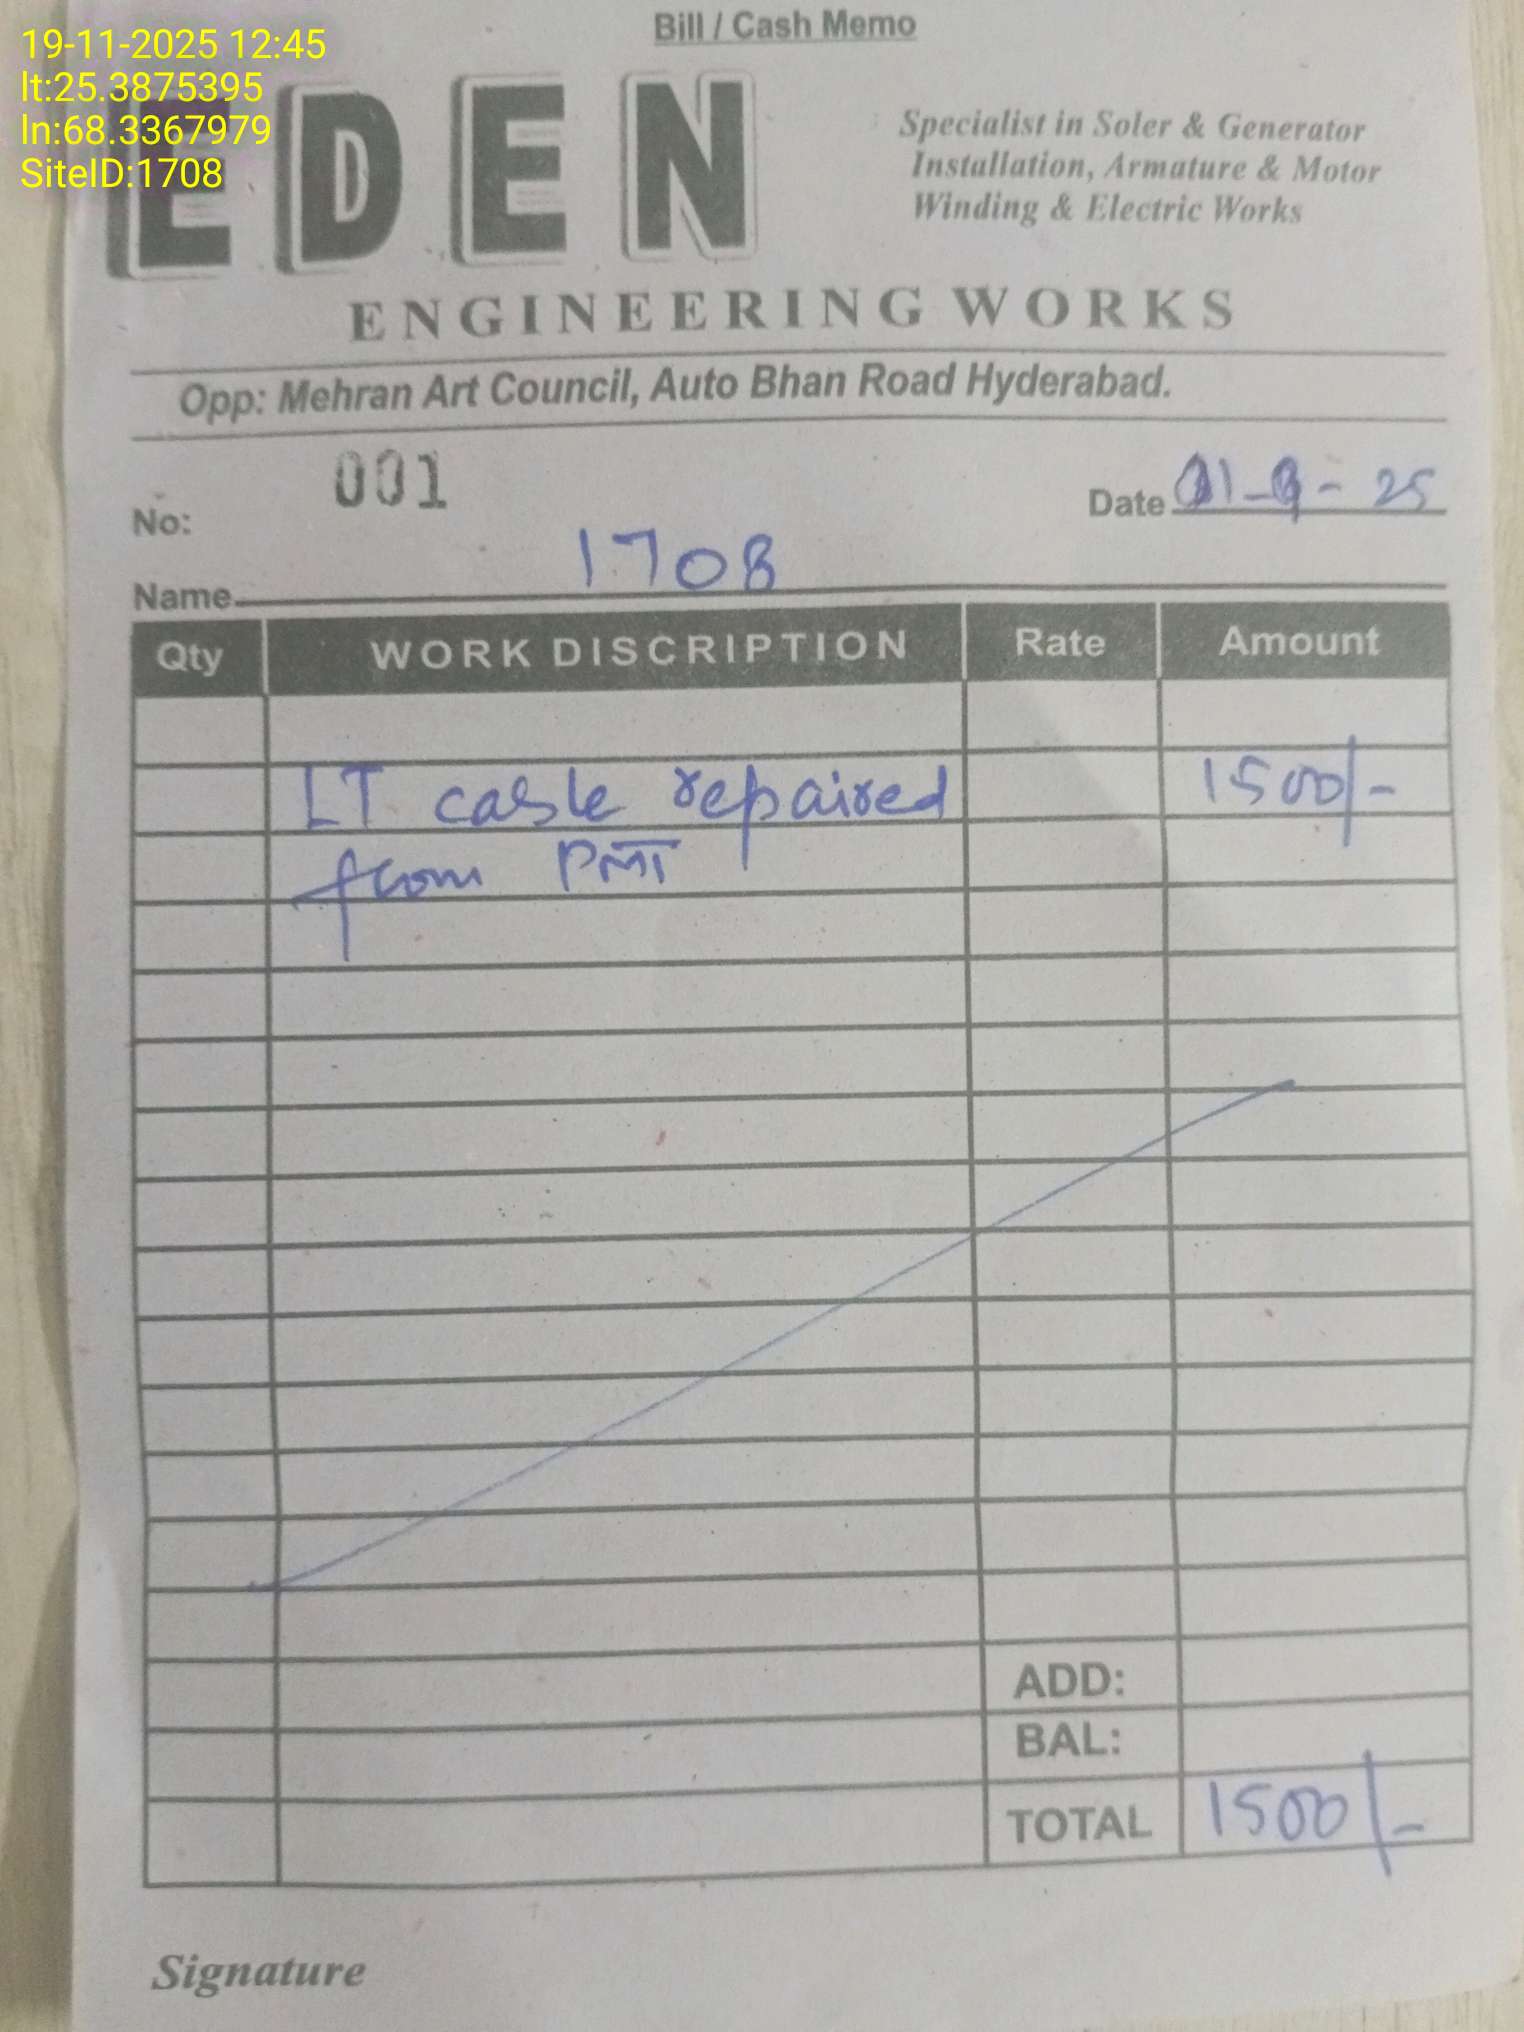 Bill / Cash Memo
19-11-2025 12:45
lt:25.3875395
ln:68.3367979
SiteID:1708
EDEN
Specialist in Soler & Generator
Installation, Armature & Motor
Winding & Electric Works
ENGINEERING WORKS
Opp: Mehran Art Council, Auto Bhan Road Hyderabad.
No: 001
Date - 25
Name 1708
Qty WORK DISCRIPTION Rate Amount
LT cable repaired 1500/-
from PMT
ADD:
BAL:
TOTAL 1500/-
Signature